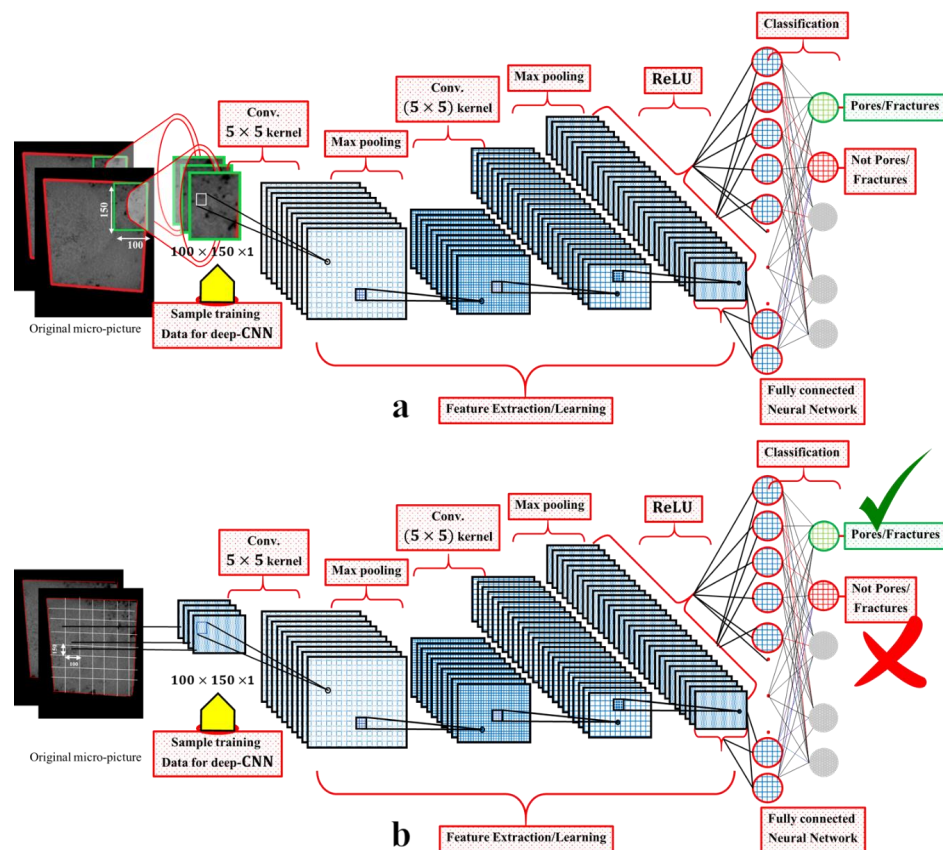 Classification
Max pooling
ReLU
Conv.
(5 × 5) kernel
Conv.
5 × 5 kernel
Max pooling
Pores/Fractures
Not Pores/
Fractures
150
100
100 × 150 ×1
Original micro-picture
Sample training
Data for deep-CNN
Feature Extraction/Learning
Fully connected
Neural Network
a
Classification
Max pooling
ReLU
Conv.
(5 × 5) kernel
Conv.
5 × 5 kernel
Max pooling
Pores/Fractures
Not Pores/
Fractures
150
100
100 × 150 ×1
Original micro-picture
Sample training
Data for deep-CNN
Feature Extraction/Learning
Fully connected
Neural Network
b